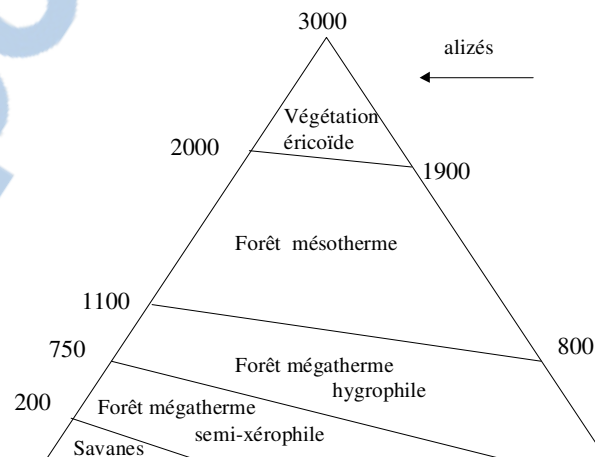 3000
alizés
Végétation
éricoïde
2000
1900
Forêt mésotherme
1100
800
750
Forêt mégatherme
hygrophile
200
Forêt mégatherme
semi-xérophile
Savanes